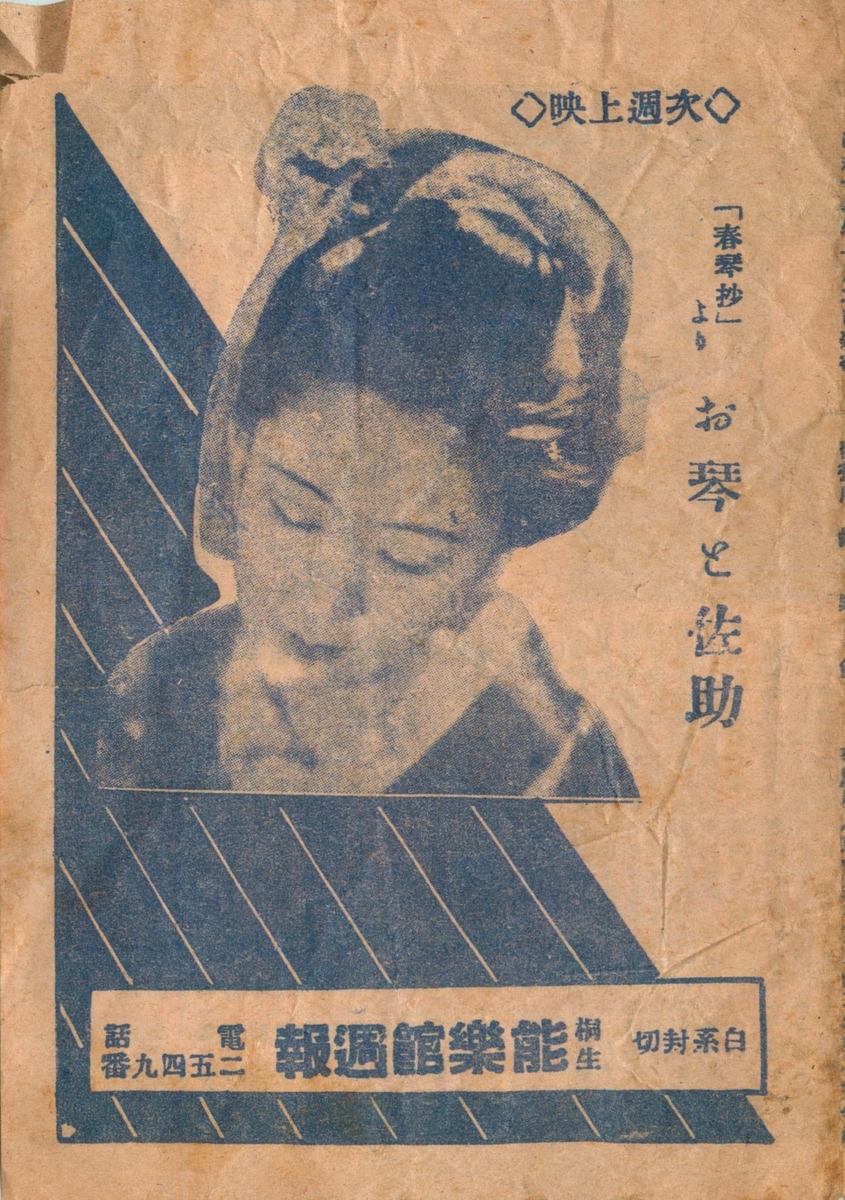 ◇次週上映◇
「春琴抄」
より
お琴と佐助
白系封切
桐生
能樂館週報
電話
二五四九番